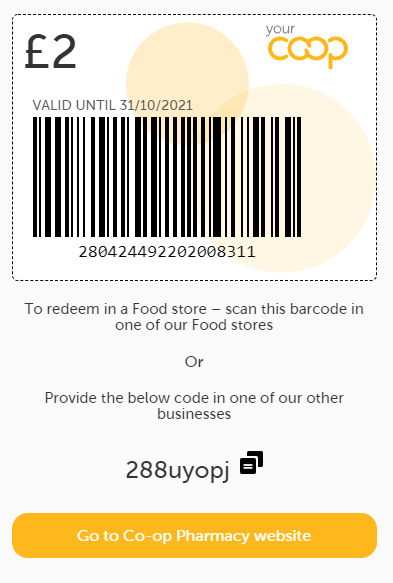 £2
your
coop
VALID UNTIL 31/10/2021
280424492202008311
To redeem in a Food store – scan this barcode in
one of our Food stores
Or
Provide the below code in one of our other
businesses
288uyopj
Go to Co-op Pharmacy website